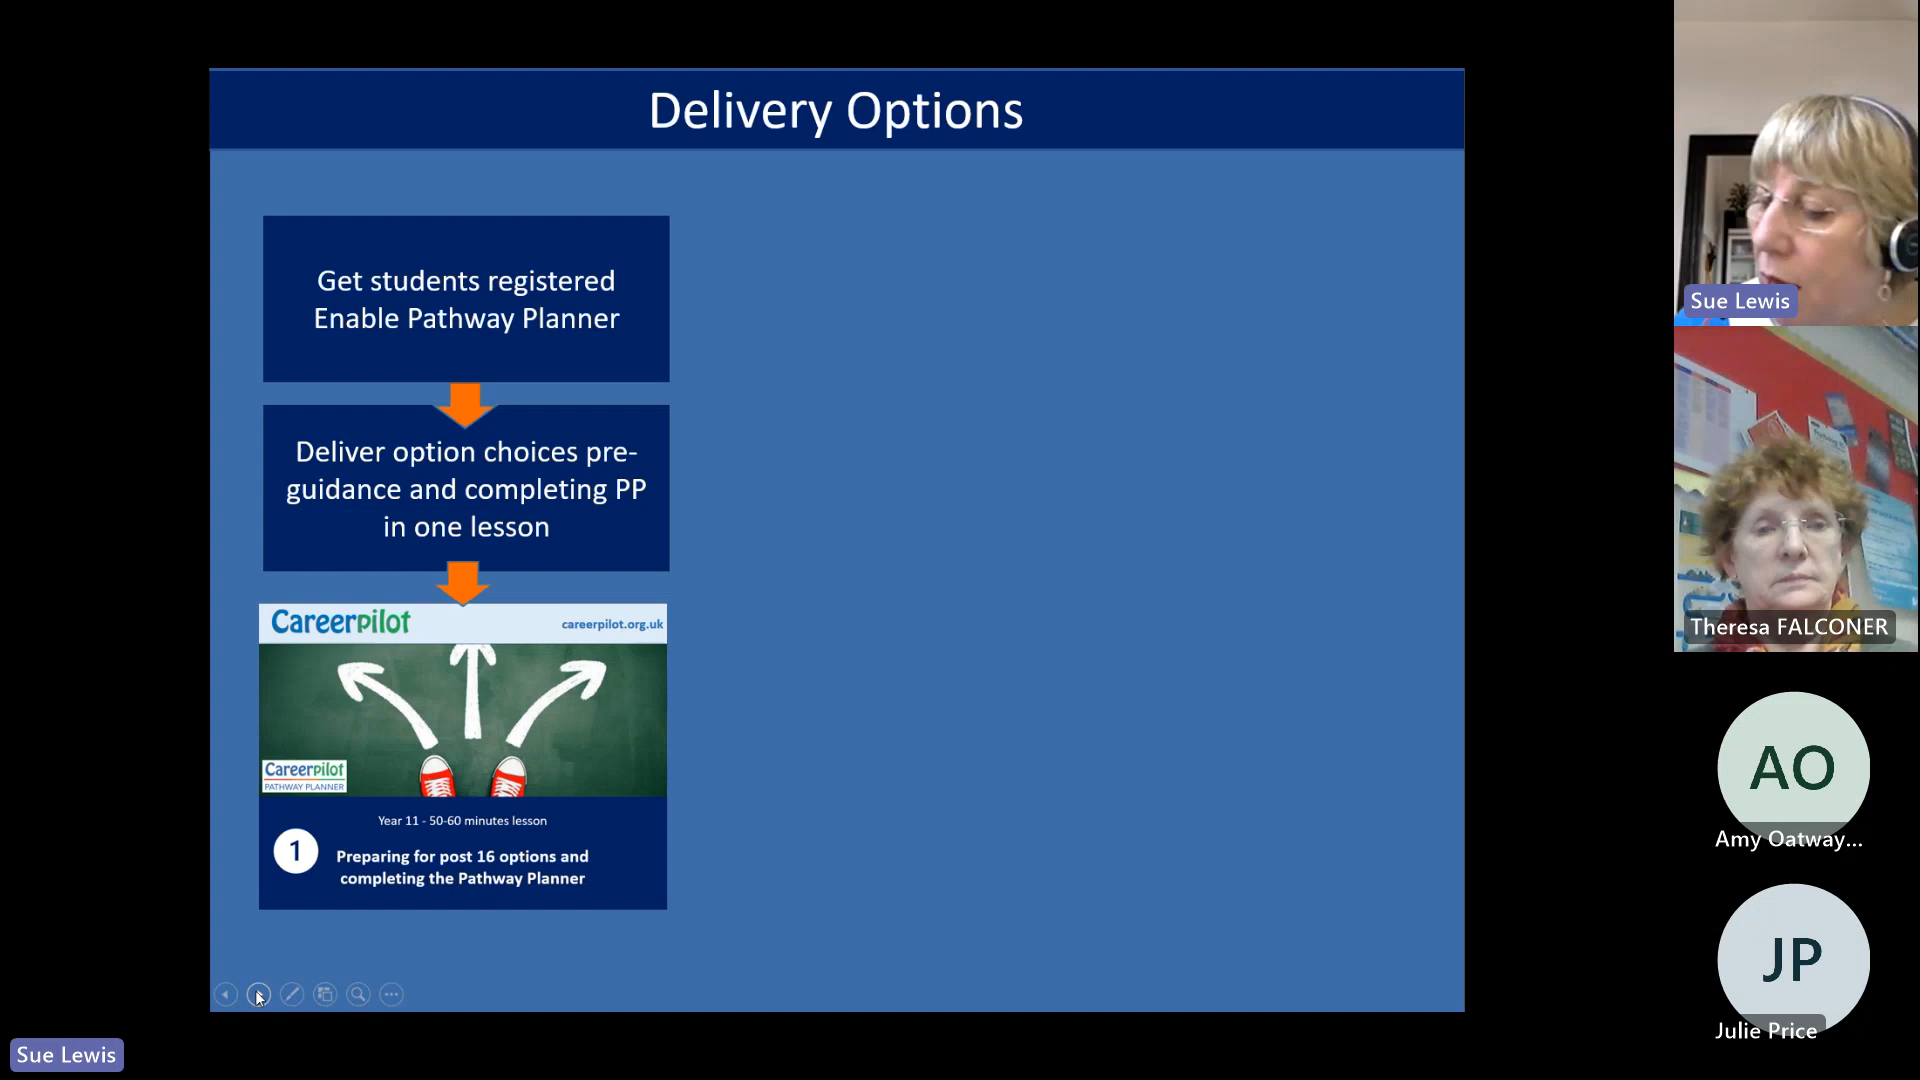 Delivery Options
Get students registered
Enable Pathway Planner
Deliver option choices pre-
guidance and completing PP
in one lesson
Careerpilot
careerpilot.org.uk
Careerpilot
PATHWAY PLANNER
Year 11 - 50-60 minutes lesson
1
Preparing for post 16 options and
completing the Pathway Planner
Sue Lewis
Sue Lewis
Theresa FALCONER
AO
Amy Oatway...
JP
Julie Price